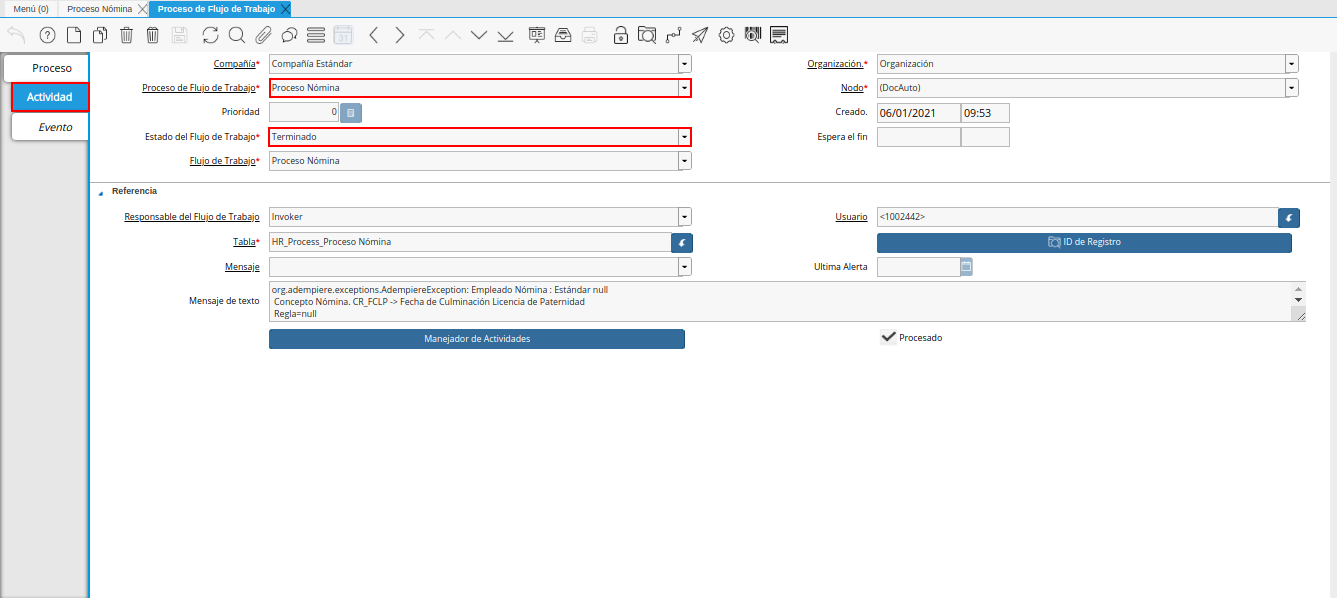 Menú (0) Proceso Nómina Proceso de Flujo de Trabajo
31
Proceso
Actividad
Evento
Compañía* Compañía Estándar Organización.* Organización
Proceso de Flujo de Trabajo* Proceso Nómina Nodo* (DocAuto)
Prioridad 0 Creado. 06/01/2021 09:53
Estado del Flujo de Trabajo* Terminado Espera el fin
Flujo de Trabajo* Proceso Nómina
Referencia
Responsable del Flujo de Trabajo Invoker Usuario <1002442>
Tabla* HR_Process_Proceso Nómina ID de Registro
Mensaje Ultima Alerta
Mensaje de texto
org.adempiere.exceptions.AdempiereException: Empleado Nómina : Estándar null
Concepto Nómina. CR_FCLP -> Fecha de Culminación Licencia de Paternidad
Regla=null
Manejador de Actividades Procesado